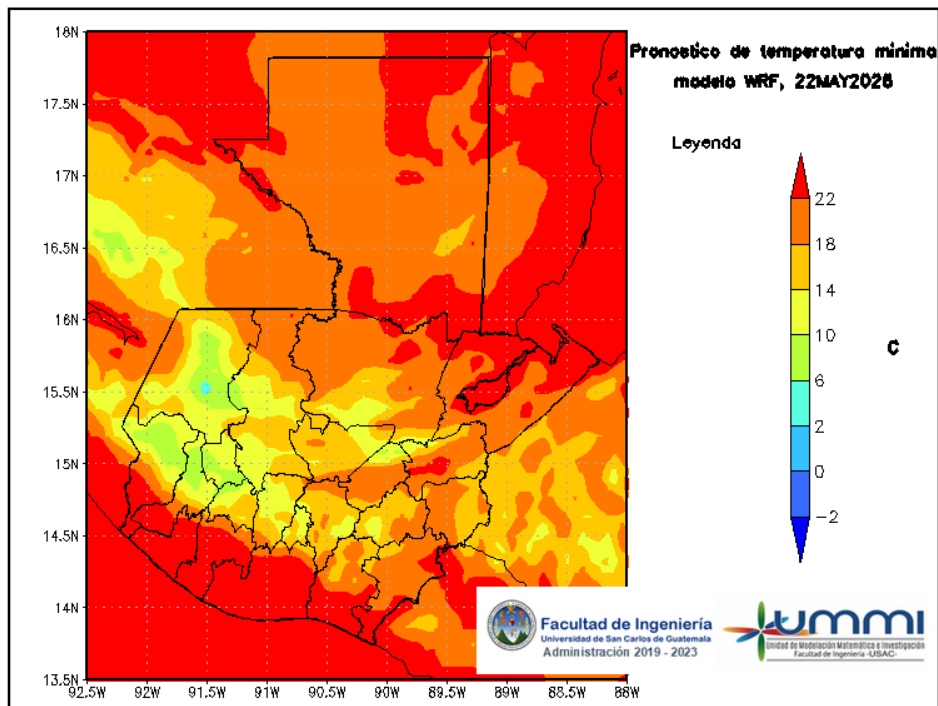 Pronostico de temperatura minima
modelo WRF, 22MAY2026
Leyenda
22
18
14
10
6
2
0
−2
C
18N
17.5N
17N
16.5N
16N
15.5N
15N
14.5N
14N
13.5N
92.5W 92W 91.5W 91W 90.5W 90W 89.5W 89W 88.5W 88W
Facultad de Ingeniería
Universidad de San Carlos de Guatemala
Administración 2019 - 2023
ummi
Unidad de Modelación Matemática e Investigación
Facultad de Ingeniería -USAC-